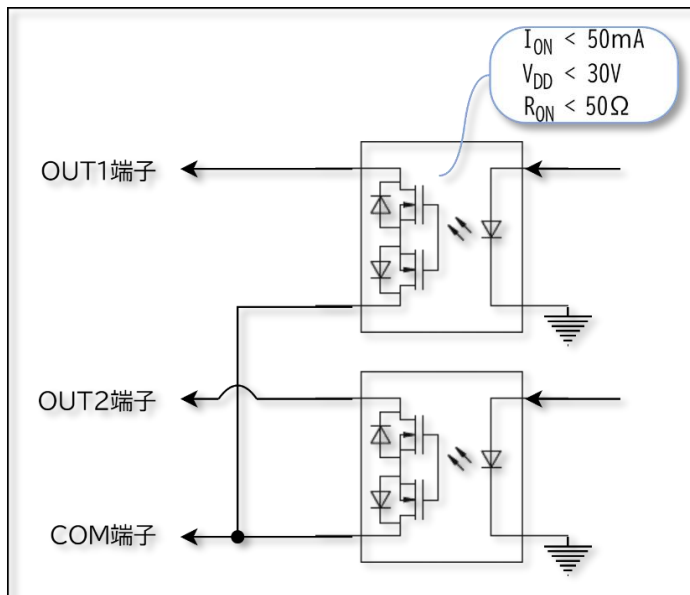 I_ON < 50mA
V_DD < 30V
R_ON < 50Ω
OUT1端子
OUT2端子
COM端子